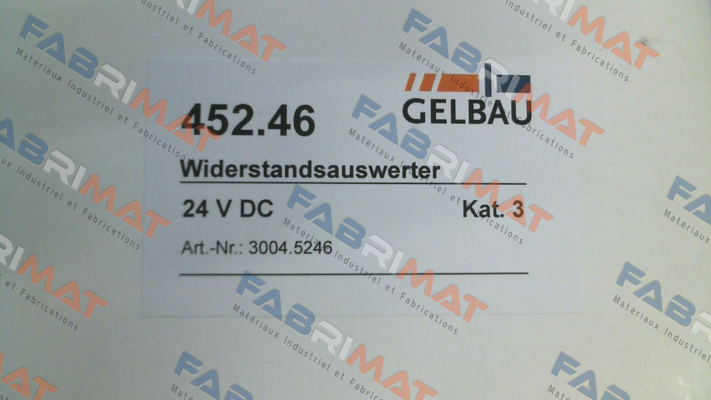 452.46
GELBAU
Widerstandsauswerter
24 V DC Kat. 3
Art.-Nr.: 3004.5246
FABRIMAT
Matériaux Industriel et Fabrications